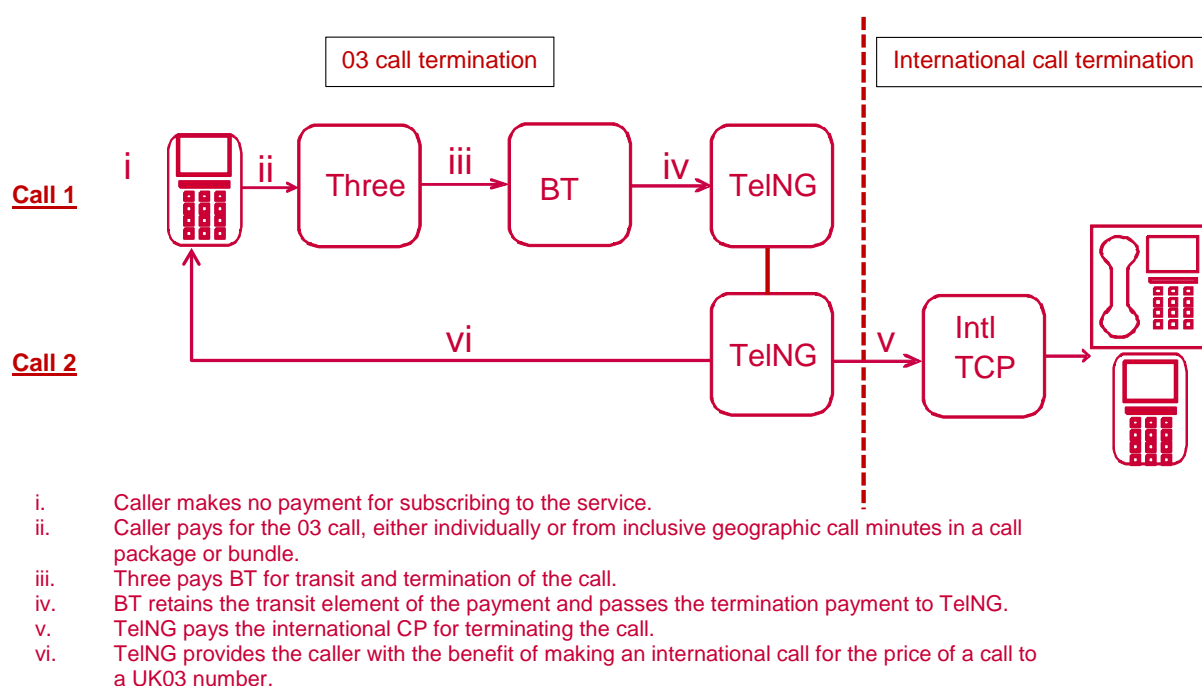 03 call termination
International call termination
i
ii
iii
iv
Call 1
Three
BT
TelNG
Call 2
vi
TelNG
v
Intl
TCP
i. Caller makes no payment for subscribing to the service.
ii. Caller pays for the 03 call, either individually or from inclusive geographic call minutes in a call
package or bundle.
iii. Three pays BT for transit and termination of the call.
iv. BT retains the transit element of the payment and passes the termination payment to TelNG.
v. TelNG pays the international CP for terminating the call.
vi. TelNG provides the caller with the benefit of making an international call for the price of a call to
a UK03 number.